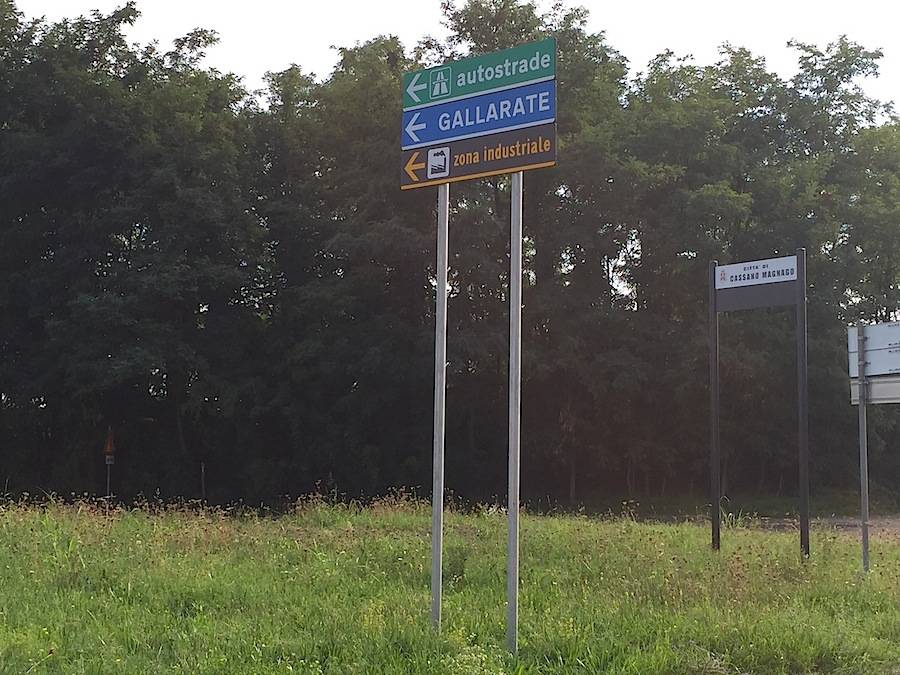 autostrade
GALLARATE
zona industriale
CITTA' DI
CASSANO MAGNAGO